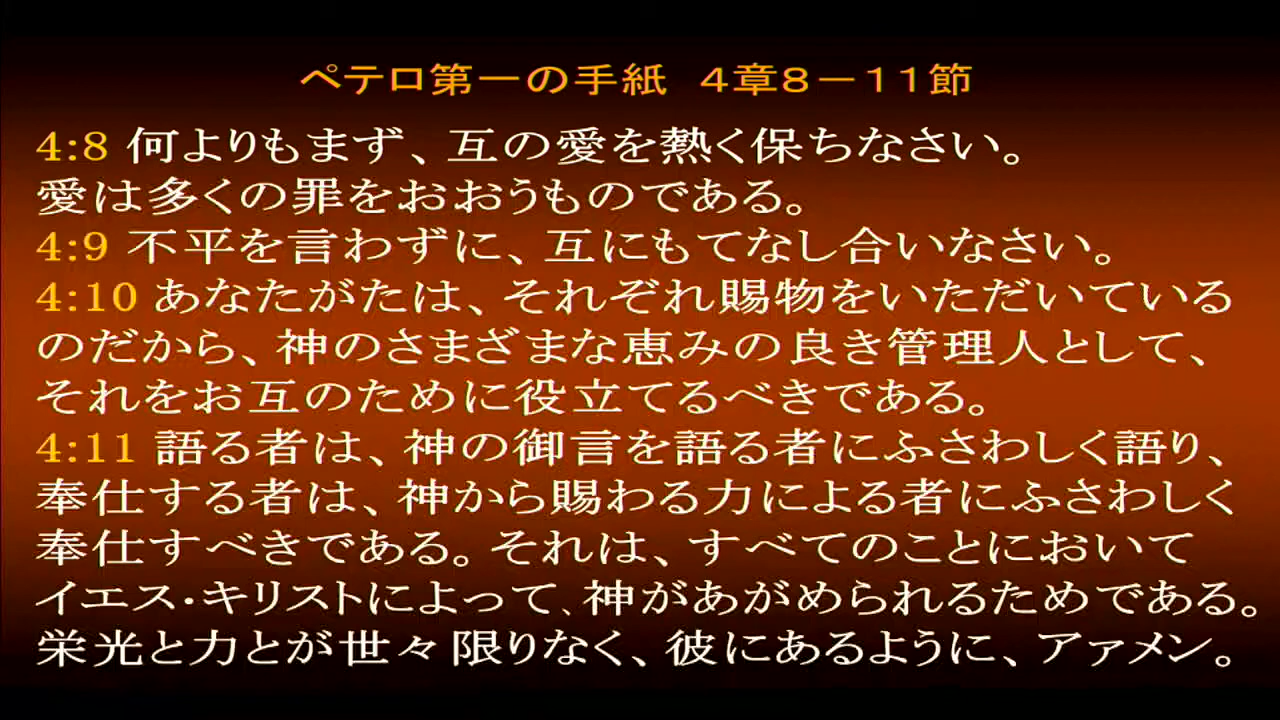 ペテロ第一の手紙　４章８－１１節
4:8 何よりもまず、互の愛を熱く保ちなさい。
愛は多くの罪をおおうものである。
4:9 不平を言わずに、互にもてなし合いなさい。
4:10 あなたがたは、それぞれ賜物をいただいている
のだから、神のさまざまな恵みの良き管理人として、
それをお互のために役立てるべきである。
4:11 語る者は、神の御言を語る者にふさわしく語り、
奉仕する者は、神から賜わる力による者にふさわしく
奉仕すべきである。それは、すべてのことにおいて
イエス・キリストによって、神があがめられるためである。
栄光と力とが世々限りなく、彼にあるように、アァメン。